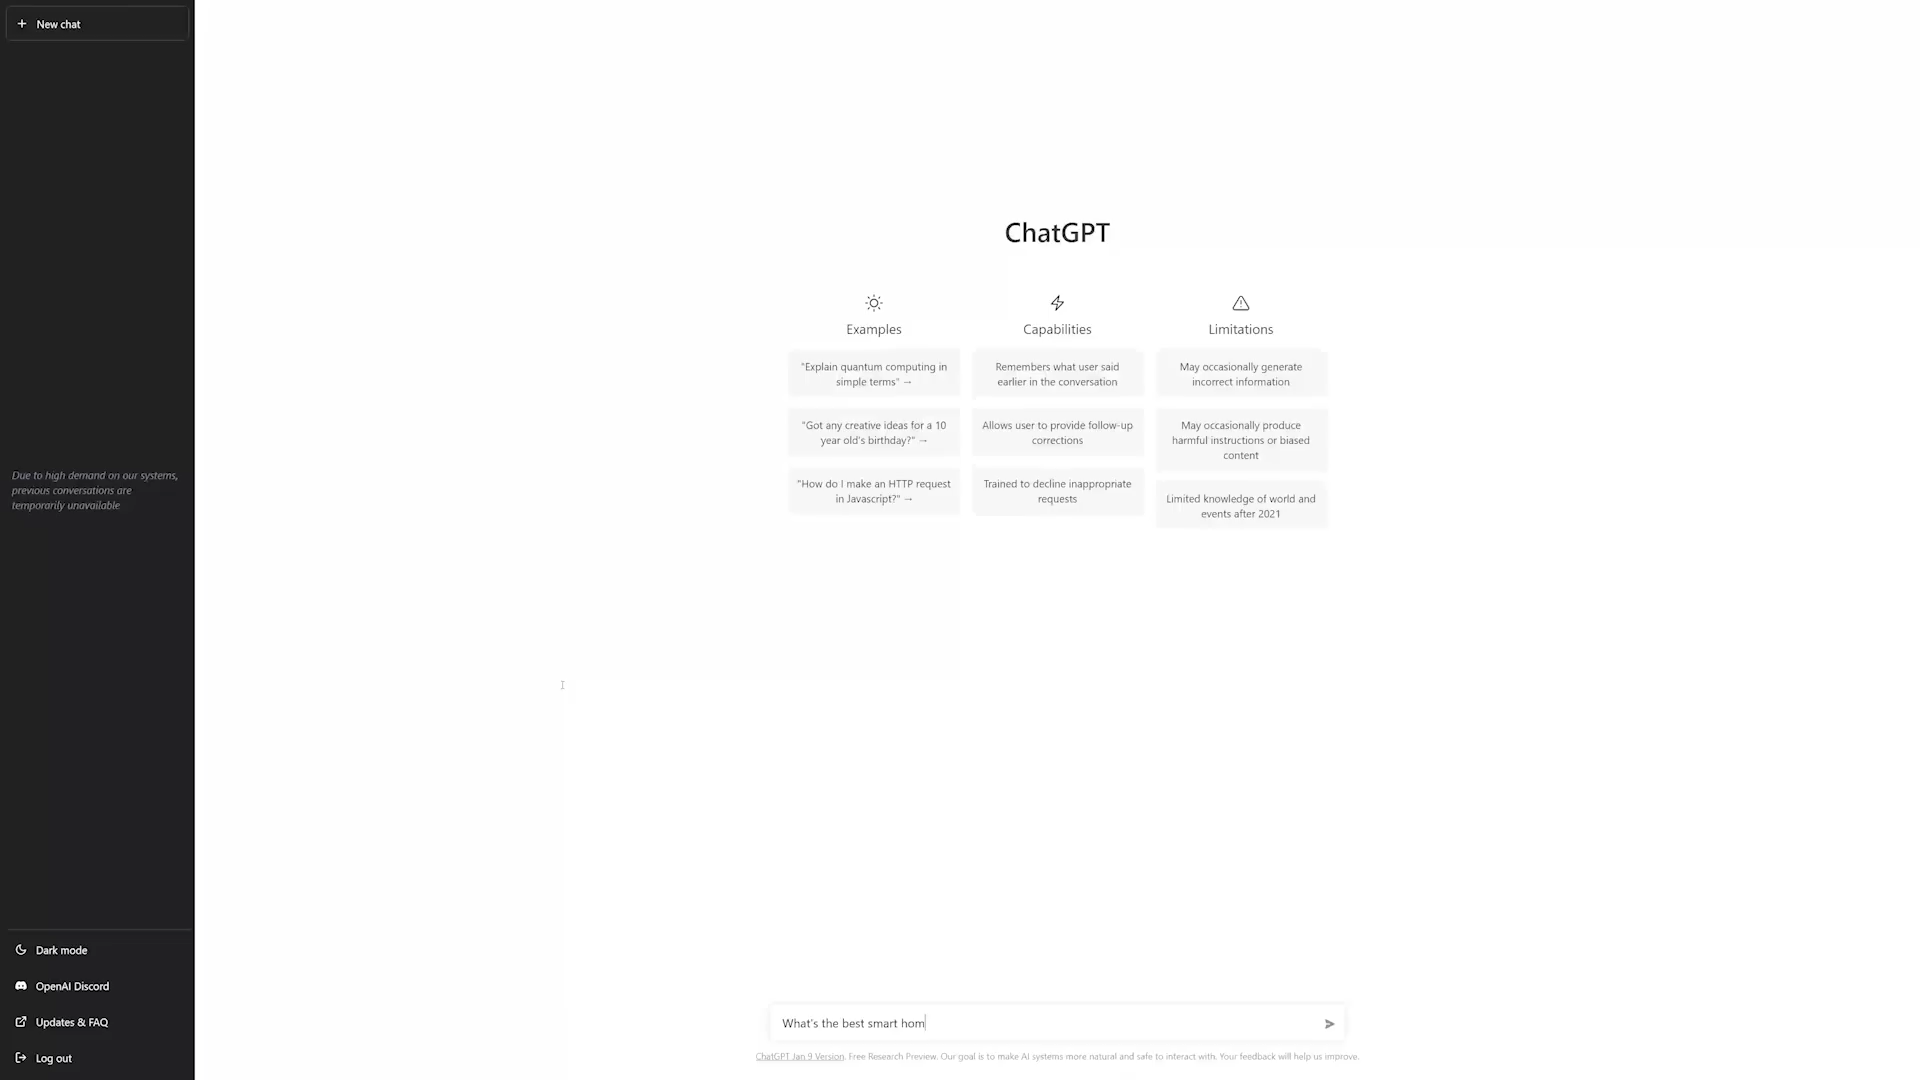 New chat
Due to high demand on our systems,
previous conversations are
temporarily unavailable
Dark mode
OpenAI Discord
Updates & FAQ
Log out
ChatGPT
Examples
"Explain quantum computing in
simple terms" →
"Got any creative ideas for a 10
year old's birthday?" →
"How do I make an HTTP request
in Javascript?" →
Capabilities
Remembers what user said
earlier in the conversation
Allows user to provide follow-up
corrections
Trained to decline inappropriate
requests
Limitations
May occasionally generate
incorrect information
May occasionally produce
harmful instructions or biased
content
Limited knowledge of world and
events after 2021
What's the best smart hom
ChatGPT Jan 9 Version. Free Research Preview. Our goal is to make AI systems more natural and safe to interact with. Your feedback will help us improve.